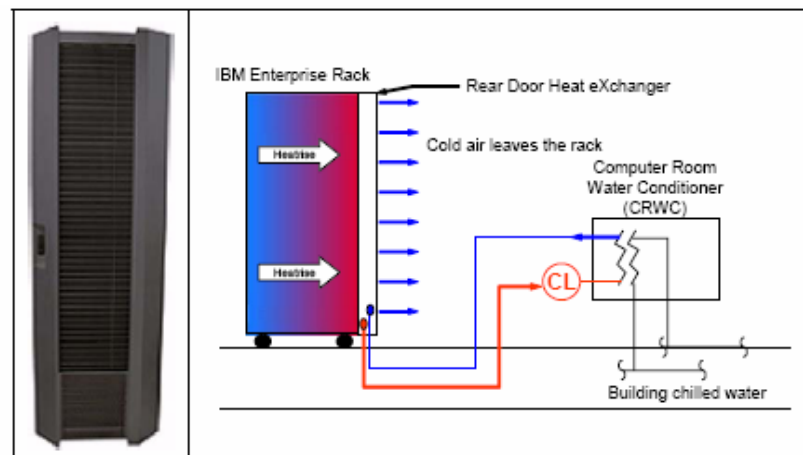 IBM Enterprise Rack
Rear Door Heat eXchanger
Cold air leaves the rack
Computer Room
Water Conditioner
(CRWC)
Heatrise
CL
Heatrise
Building chilled water